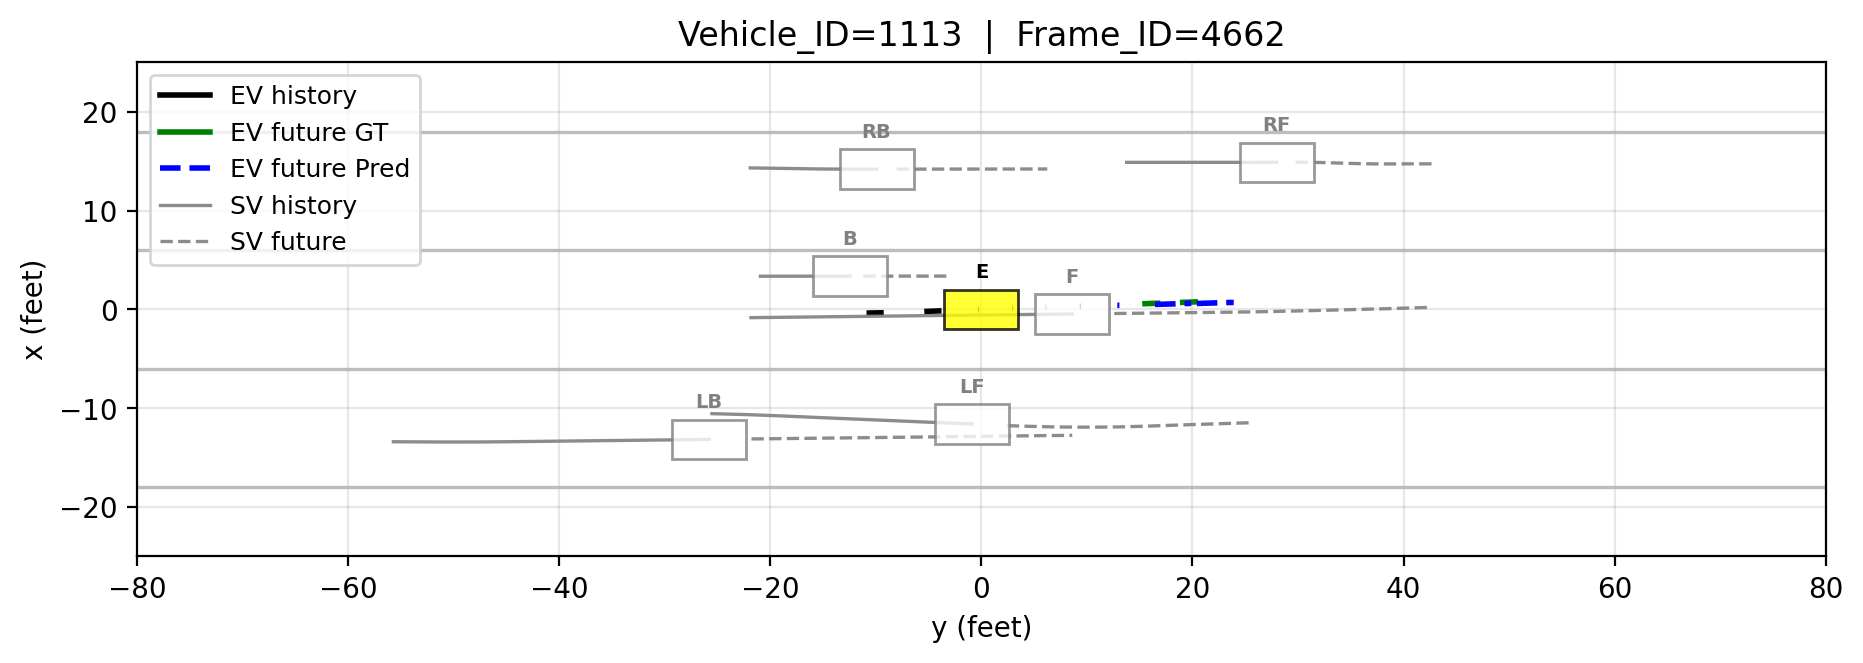 Vehicle_ID=1113 | Frame_ID=4662
EV history
EV future GT
EV future Pred
SV history
SV future
RB
RF
B
E
F
LB
LF
20
10
0
−10
−20
x (feet)
−80
−60
−40
−20
0
20
40
60
80
y (feet)